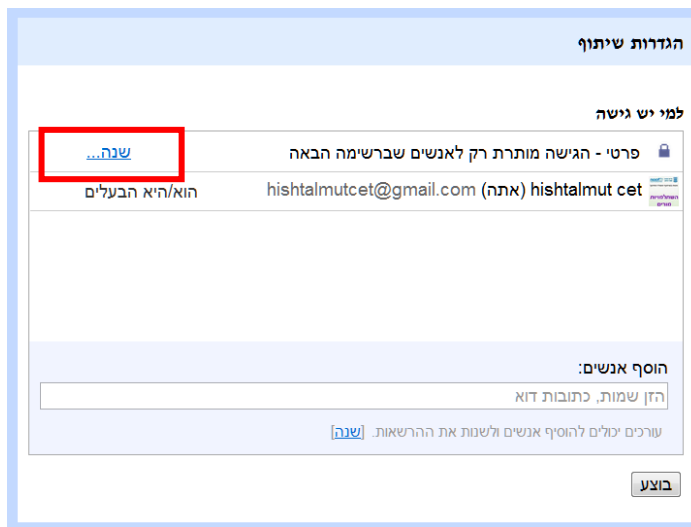 הגדרות שיתוף
למי יש גישה
פרטי - הגישה מותרת רק לאנשים שברשימה הבאה שנה...
hishtalmut cet (אתה) hishtalmutcet@gmail.com הוא/היא הבעלים
הוסף אנשים:
הזן שמות, כתובות דוא
עורכים יכולים להוסיף אנשים ולשנות את ההרשאות. [שנה]
בוצע